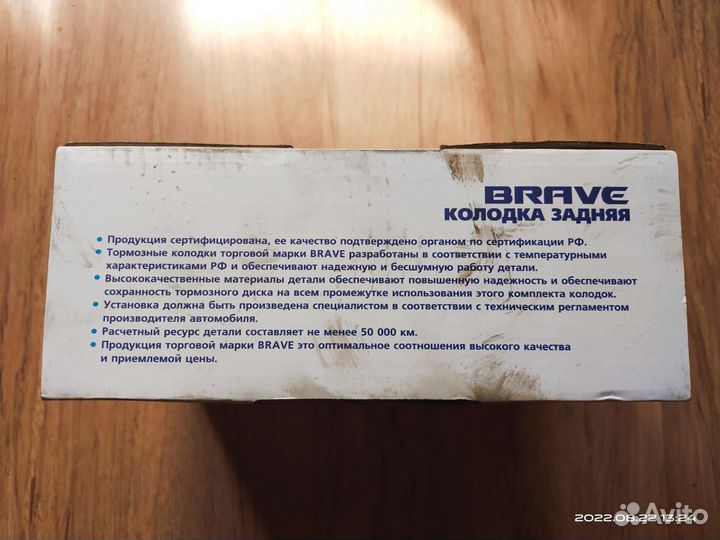 BRAVE
КОЛОДКА ЗАДНЯЯ
• Продукция сертифицирована, ее качество подтверждено органом по сертификации РФ.
• Тормозные колодки торговой марки BRAVE разработаны в соответствии с температурными
характеристиками РФ и обеспечивают надежную и бесшумную работу детали.
• Высококачественные материалы детали обеспечивают повышенную надежность и обеспечивают
сохранность тормозного диска на всем промежутке использования этого комплекта колодок.
• Установка должна быть произведена специалистом в соответствии с техническим регламентом
производителя автомобиля.
• Расчетный ресурс детали составляет не менее 50 000 км.
• Продукция торговой марки BRAVE это оптимальное соотношения высокого качества
и приемлемой цены.
2022.08.22 13:24
Avito